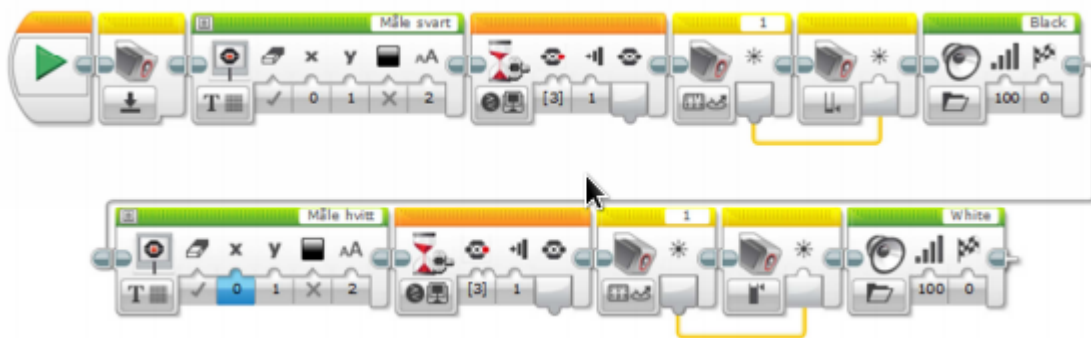 Måle svart 1 Black
x y AA
T 0 1 2 [3] 1 100 0
Måle hvitt 1 White
x y AA
T 0 1 2 [3] 1 100 0